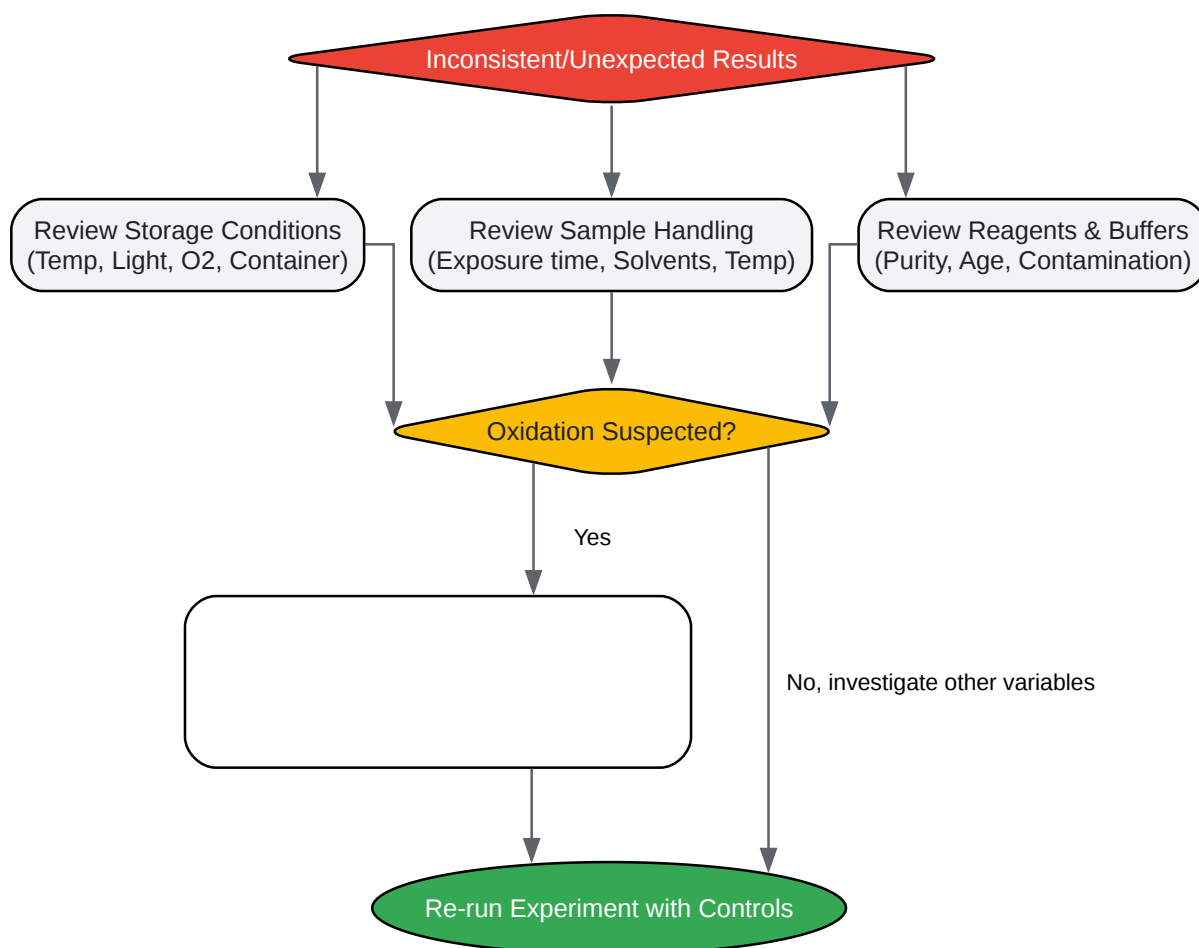 Inconsistent/Unexpected Results
Review Storage Conditions
(Temp, Light, O2, Container)
Review Sample Handling
(Exposure time, Solvents, Temp)
Review Reagents & Buffers
(Purity, Age, Contamination)
Oxidation Suspected?
Yes
No, investigate other variables
Re-run Experiment with Controls